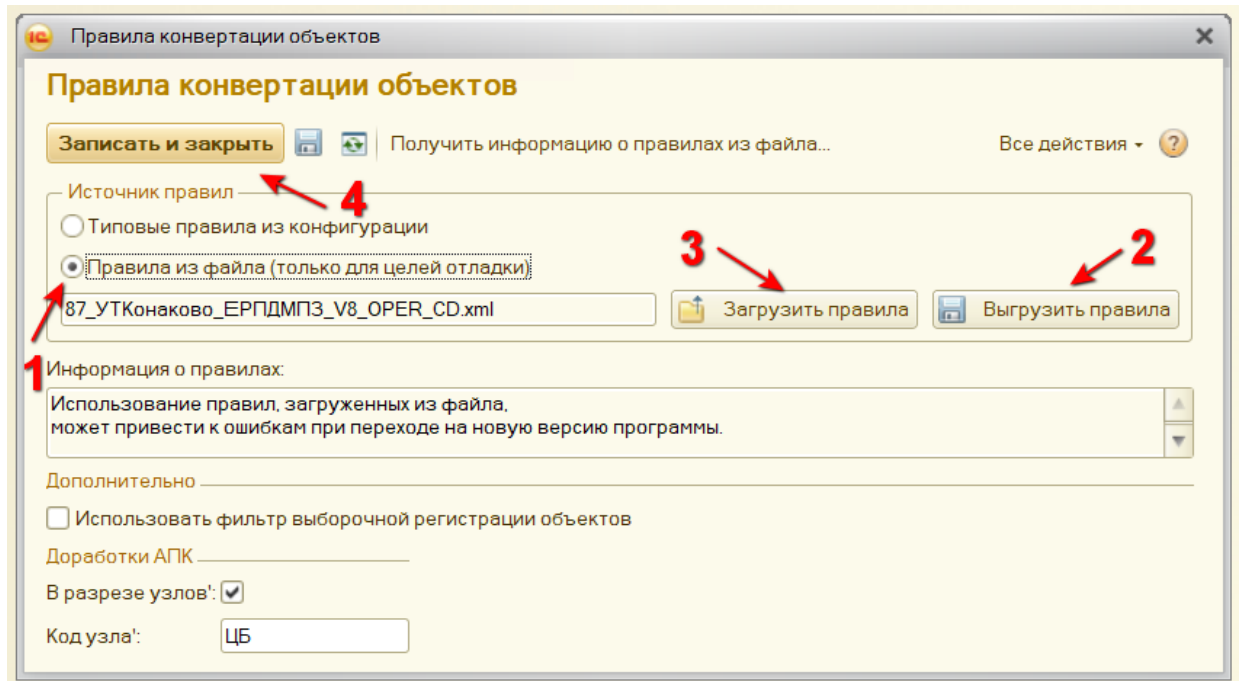 1С Правила конвертации объектов
Правила конвертации объектов
Записать и закрыть Получить информацию о правилах из файла... Все действия ?
4
Источник правил
Типовые правила из конфигурации
3 2
Правила из файла (только для целей отладки)
87_УТКонаково_ЕРПДМПЗ_V8_OPER_CD.xml Загрузить правила Выгрузить правила
1
Информация о правилах:
Использование правил, загруженных из файла,
может привести к ошибкам при переходе на новую версию программы.
Дополнительно
Использовать фильтр выборочной регистрации объектов
Доработки АПК
В разрезе узлов':
Код узла': ЦБ